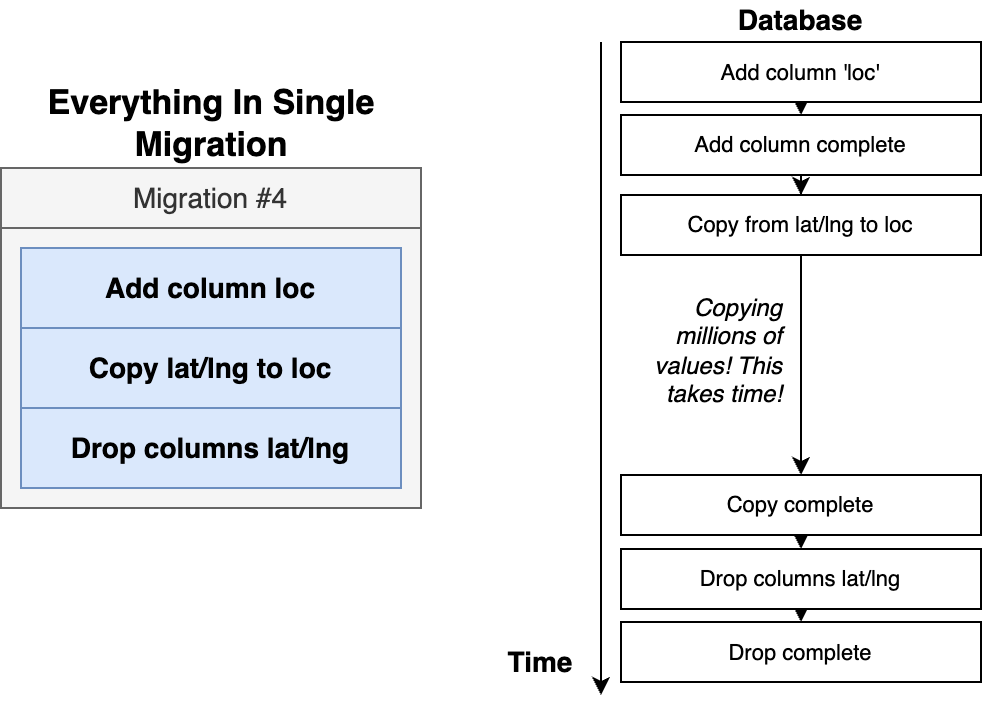 Everything In Single
Migration
Migration #4
Add column loc
Copy lat/lng to loc
Drop columns lat/lng
Database
Add column 'loc'
Add column complete
Copy from lat/lng to loc
Copying
millions of
values! This
takes time!
Copy complete
Drop columns lat/lng
Drop complete
Time